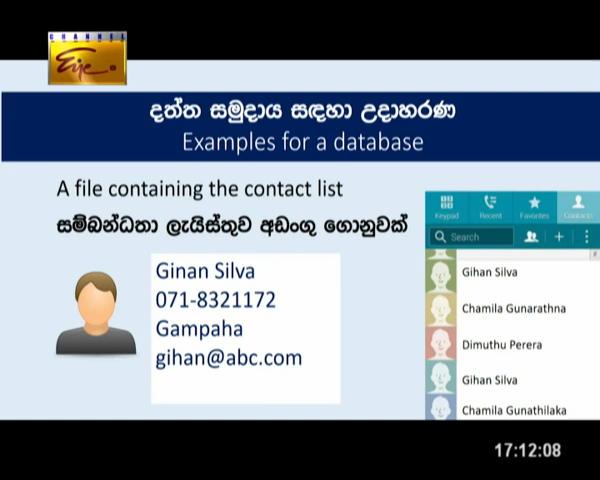 CHANNEL
Eye
දත්ත සමුදාය සඳහා උදාහරණ
Examples for a database
A file containing the contact list
සම්බන්ධතා ලැයිස්තුව අඩංගු ගොනුවක්
Ginan Silva
071-8321172
Gampaha
gihan@abc.com
Keypad
Recent
Favorites
Contacts
Search
#
Gihan Silva
Chamila Gunarathna
Dimuthu Perera
Gihan Silva
Chamila Gunathilaka
17:12:08